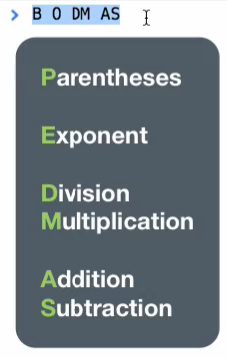 > B O DM AS
Parentheses
Exponent
Division
Multiplication
Addition
Subtraction